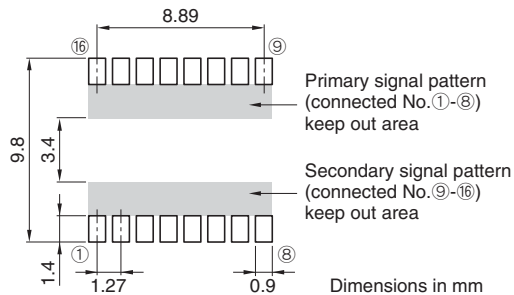 8.89
⑯
⑨
Primary signal pattern
(connected No.①-⑧)
keep out area
9.8
3.4
Secondary signal pattern
(connected No.⑨-⑯)
keep out area
1.4
①
⑧
1.27
0.9
Dimensions in mm